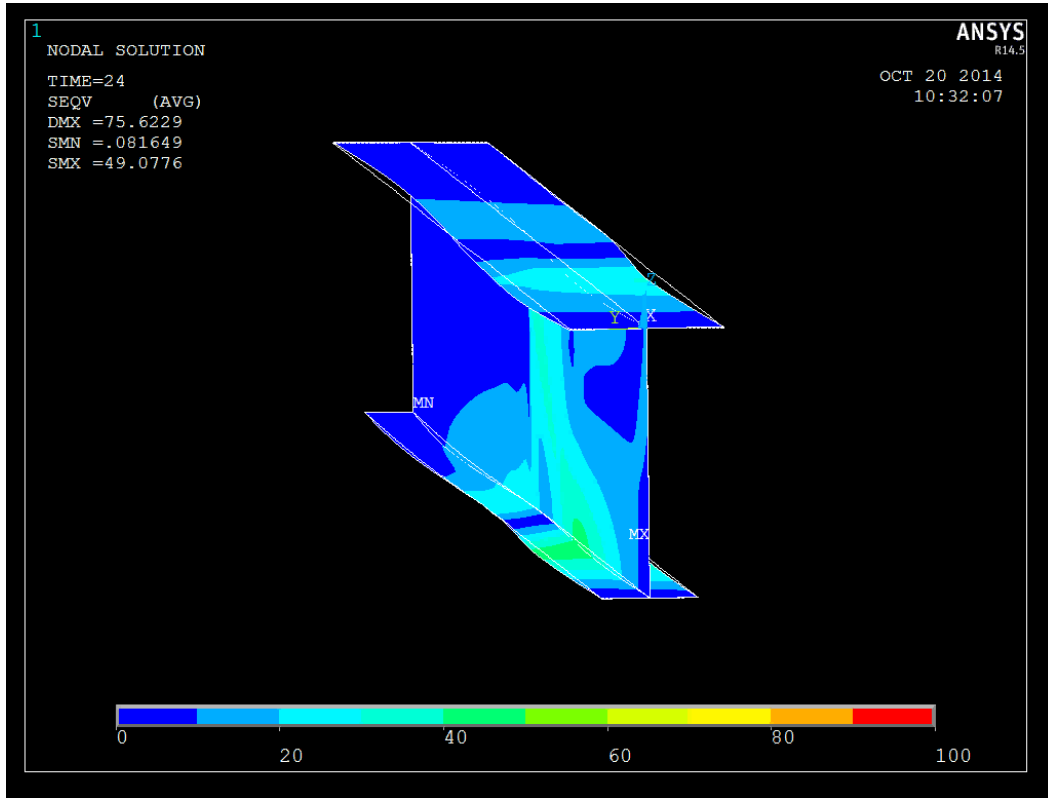 1
NODAL SOLUTION
TIME=24
SEQV (AVG)
DMX =75.6229
SMN =.081649
SMX =49.0776
ANSYS
R14.5
OCT 20 2014
10:32:07
Z
Y X
MN
MX
0 40 80
20 60 100